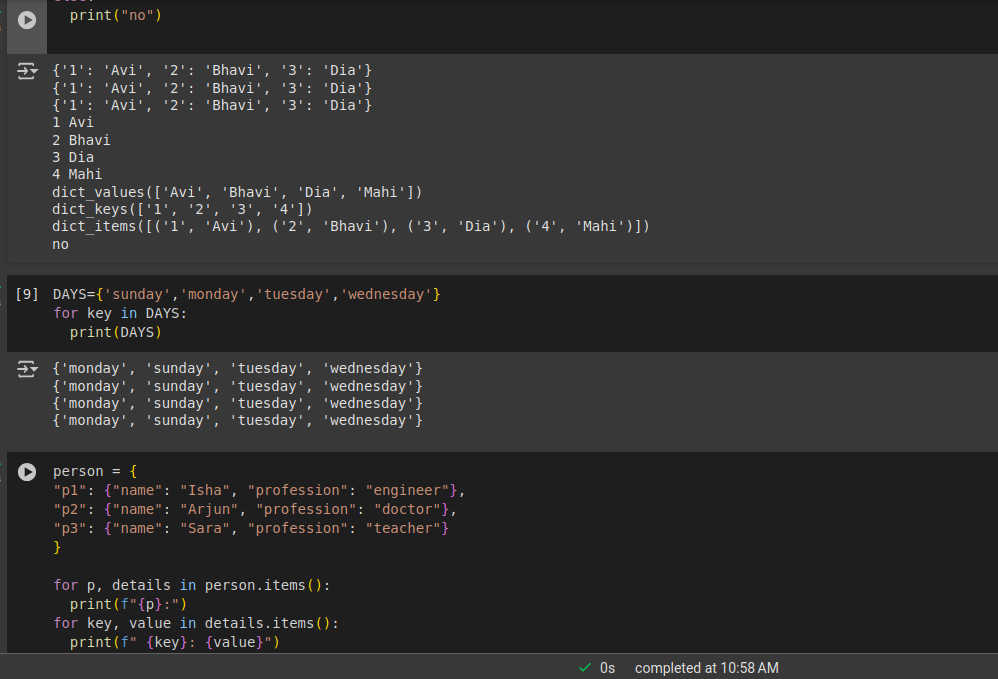 print("no")
{'1': 'Avi', '2': 'Bhavi', '3': 'Dia'}
{'1': 'Avi', '2': 'Bhavi', '3': 'Dia'}
{'1': 'Avi', '2': 'Bhavi', '3': 'Dia'}
1 Avi
2 Bhavi
3 Dia
4 Mahi
dict_values(['Avi', 'Bhavi', 'Dia', 'Mahi'])
dict_keys(['1', '2', '3', '4'])
dict_items([('1', 'Avi'), ('2', 'Bhavi'), ('3', 'Dia'), ('4', 'Mahi')])
no
[9] DAYS={'sunday','monday','tuesday','wednesday'}
for key in DAYS:
  print(DAYS)
{'monday', 'sunday', 'tuesday', 'wednesday'}
{'monday', 'sunday', 'tuesday', 'wednesday'}
{'monday', 'sunday', 'tuesday', 'wednesday'}
{'monday', 'sunday', 'tuesday', 'wednesday'}
person = {
"p1": {"name": "Isha", "profession": "engineer"},
"p2": {"name": "Arjun", "profession": "doctor"},
"p3": {"name": "Sara", "profession": "teacher"}
}
for p, details in person.items():
  print(f"{p}:")
for key, value in details.items():
  print(f" {key}: {value}")
0s completed at 10:58 AM